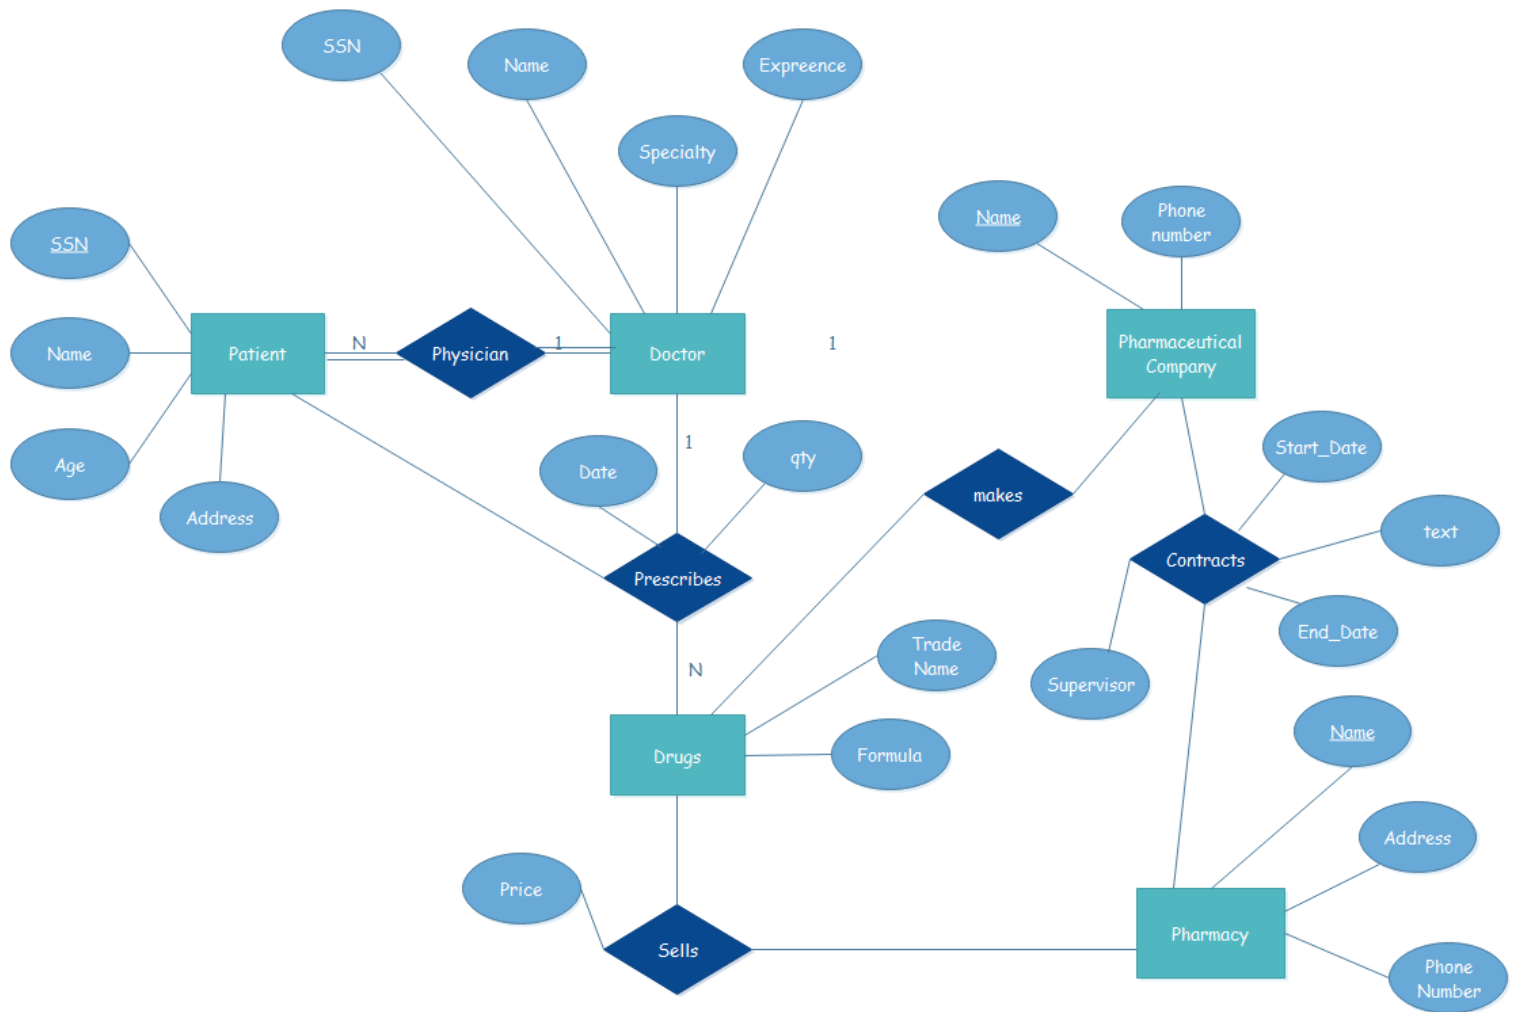 SSN
Name
Expreence
Specialty
Name
Phone
number
SSN
Name
Age
Address
Patient
N
Physician
1
Doctor
1
Pharmaceutical
Company
1
Date
qty
makes
Start_Date
text
Contracts
End_Date
Supervisor
Prescribes
N
Trade
Name
Formula
Drugs
Name
Address
Price
Sells
Pharmacy
Phone
Number